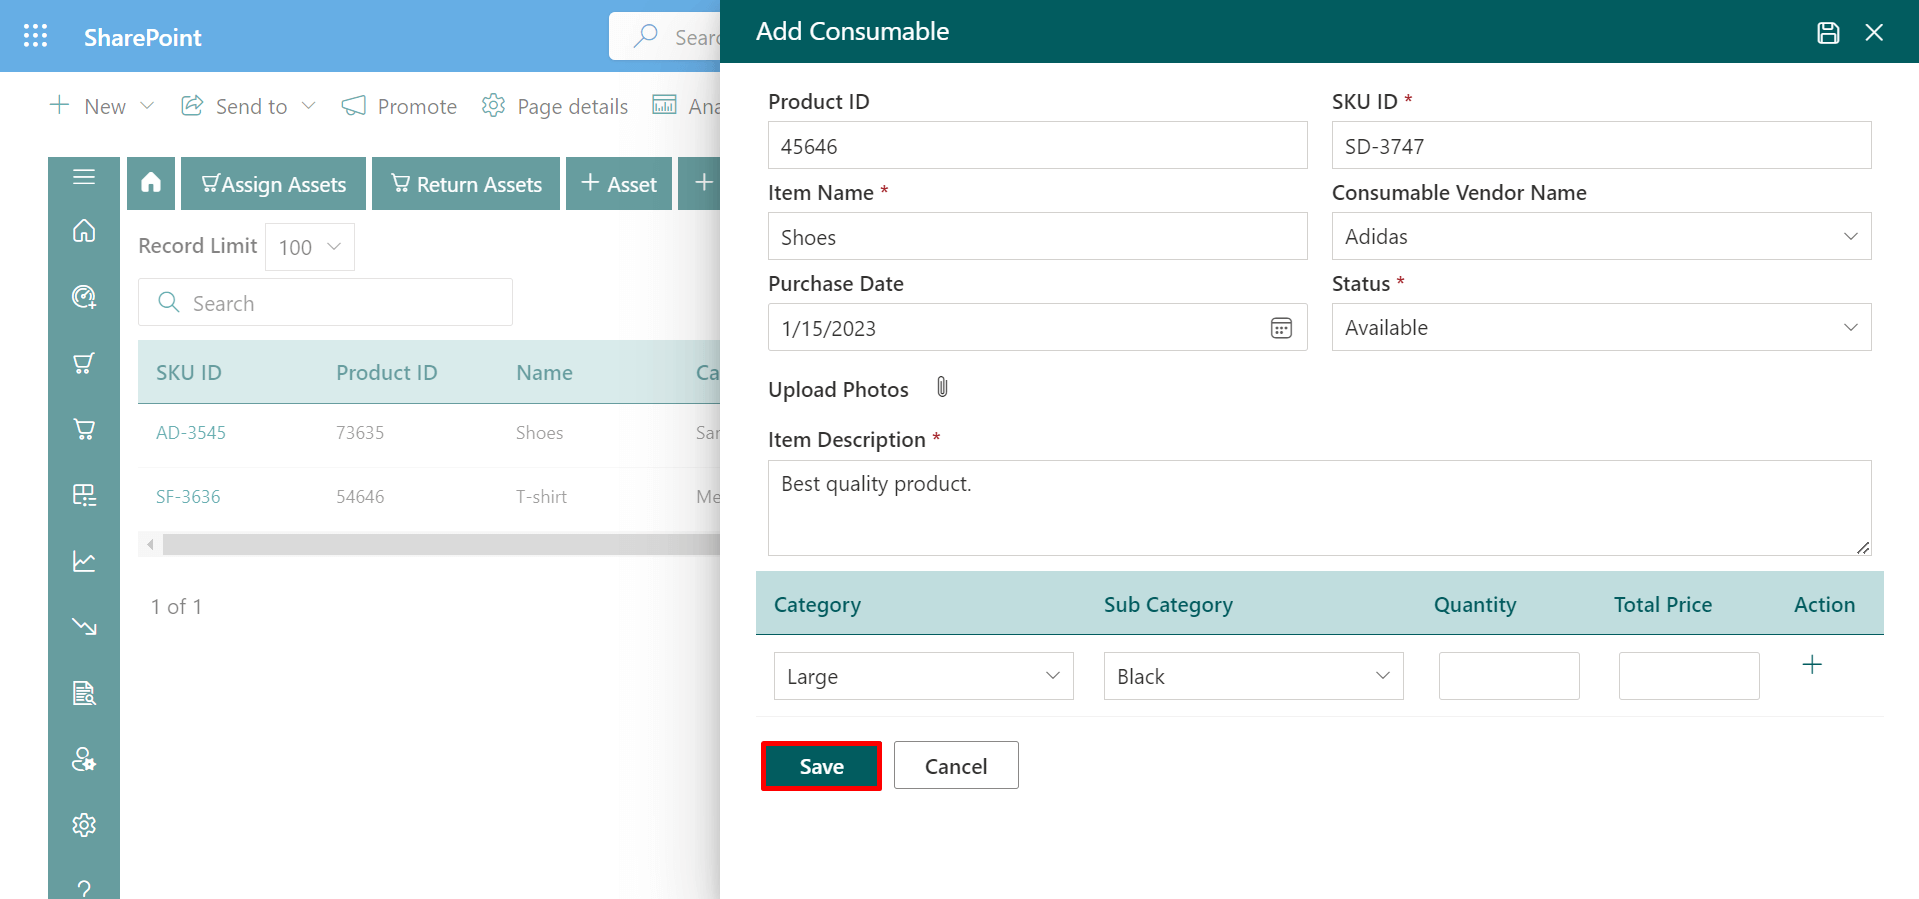 SharePoint
Searc
New
Send to
Promote
Page details
Ana
Assign Assets
Return Assets
+ Asset
+
Record Limit
100
Search
SKU ID Product ID Name Ca
AD-3545 73635 Shoes Sar
SF-3636 54646 T-shirt Me
1 of 1
Add Consumable
Product ID
45646
SKU ID *
SD-3747
Item Name *
Shoes
Consumable Vendor Name
Adidas
Purchase Date
1/15/2023
Status *
Available
Upload Photos
Item Description *
Best quality product.
Category Sub Category Quantity Total Price Action
Large Black +
Save
Cancel